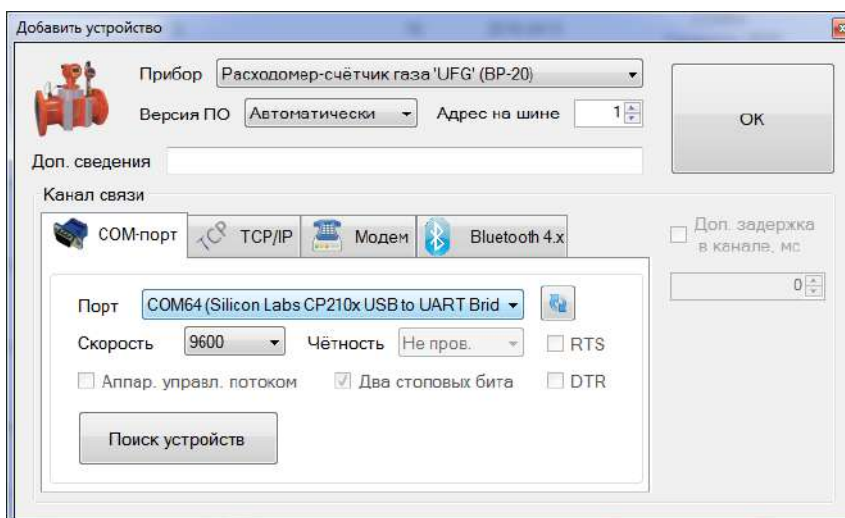 Добавить устройство
Прибор Расходомер-счётчик газа 'UFG' (BP-20)
Версия ПО Автоматически Адрес на шине 1
ОК
Доп. сведения
Канал связи
COM-порт TCP/IP Модем Bluetooth 4.x
Доп. задержка
в канале, мс
0
Порт COM64 (Silicon Labs CP210x USB to UART Brid
Скорость 9600 Чётность Не пров. RTS
Аппар. управл. потоком Два стоповых бита DTR
Поиск устройств